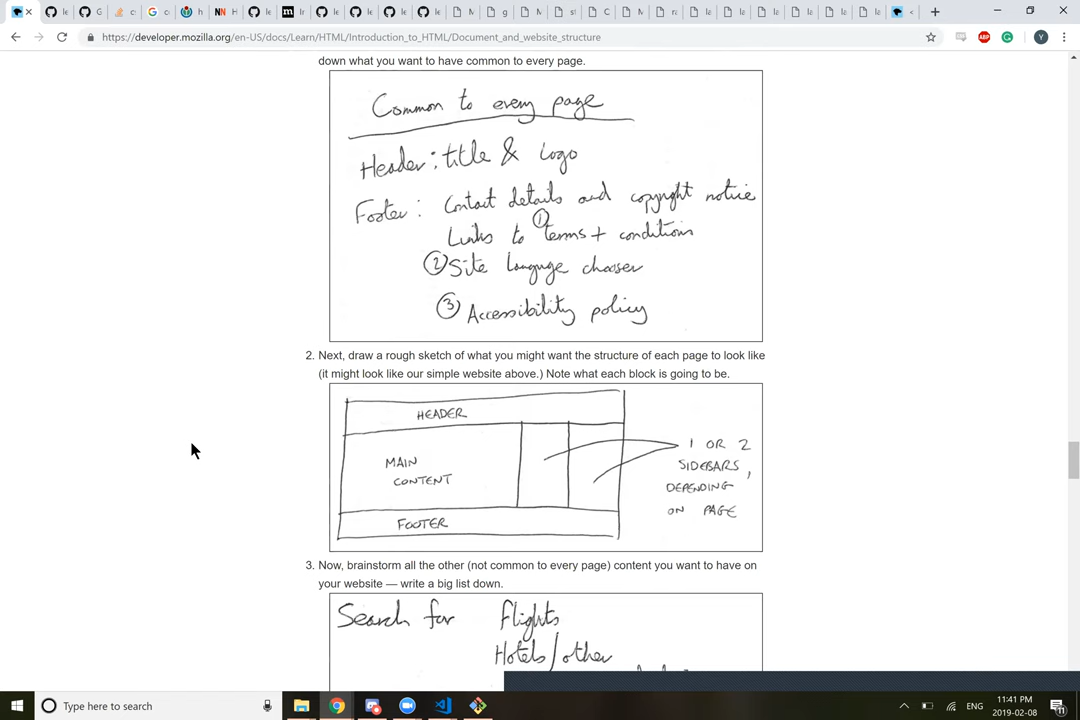 https://developer.mozilla.org/en-US/docs/Learn/HTML/Introduction_to_HTML/Document_and_website_structure
ABP
Y
down what you want to have common to every page.
Common to every page
Header: title & Logo
Footer: Contact details and copyright notice
Links to ① terms + conditions
② Site language chooser
③ Accessibility policy
2. Next, draw a rough sketch of what you might want the structure of each page to look like
(it might look like our simple website above.) Note what each block is going to be.
HEADER
MAIN
CONTENT
FOOTER
1 OR 2
SIDEBARS,
DEPENDING
ON PAGE
3. Now, brainstorm all the other (not common to every page) content you want to have on
your website — write a big list down.
Search for Flights
Hotels/other
Type here to search
ENG
11:41 PM
2019-02-08